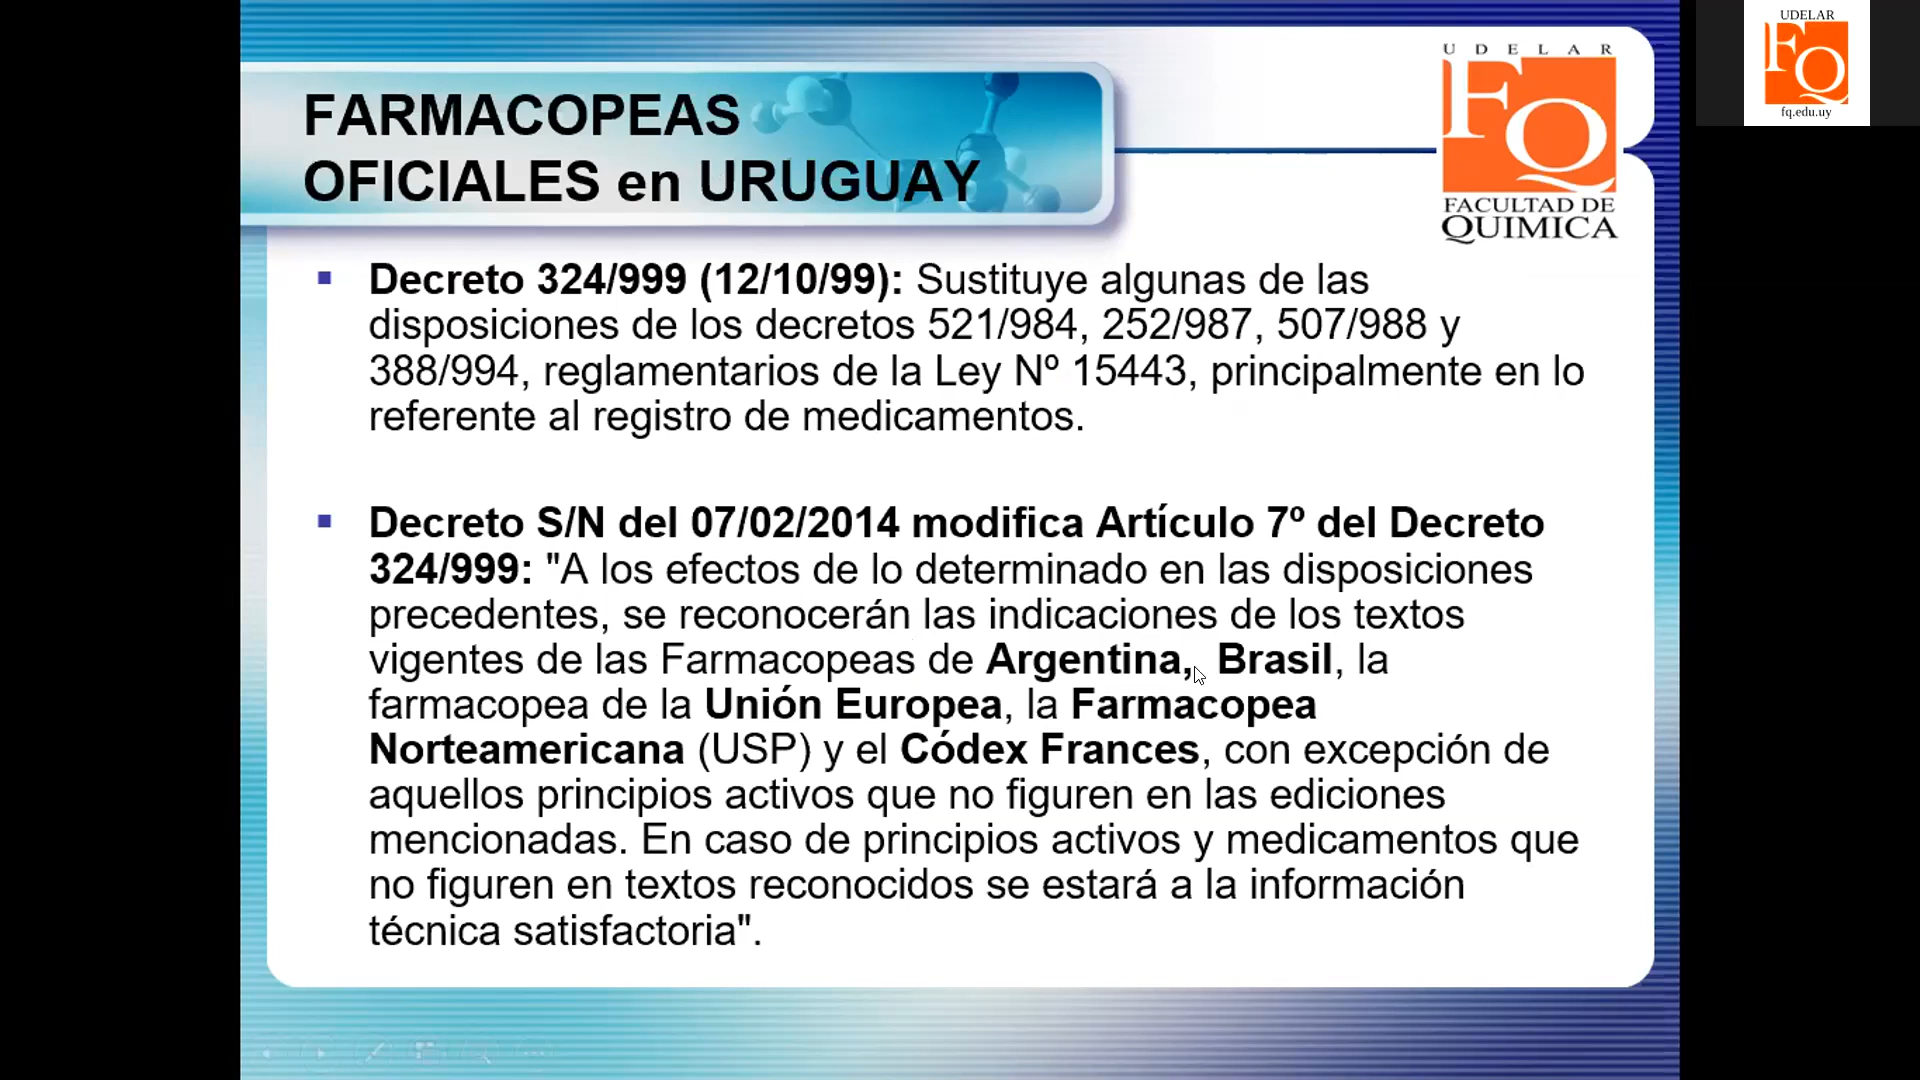 UDELAR
FQ
fq.edu.uy
UDELAR
FQ
FACULTAD DE
QUIMICA
FARMACOPEAS
OFICIALES en URUGUAY
▪ Decreto 324/999 (12/10/99): Sustituye algunas de las
disposiciones de los decretos 521/984, 252/987, 507/988 y
388/994, reglamentarios de la Ley Nº 15443, principalmente en lo
referente al registro de medicamentos.
▪ Decreto S/N del 07/02/2014 modifica Artículo 7º del Decreto
324/999: "A los efectos de lo determinado en las disposiciones
precedentes, se reconocerán las indicaciones de los textos
vigentes de las Farmacopeas de Argentina, Brasil, la
farmacopea de la Unión Europea, la Farmacopea
Norteamericana (USP) y el Códex Frances, con excepción de
aquellos principios activos que no figuren en las ediciones
mencionadas. En caso de principios activos y medicamentos que
no figuren en textos reconocidos se estará a la información
técnica satisfactoria".